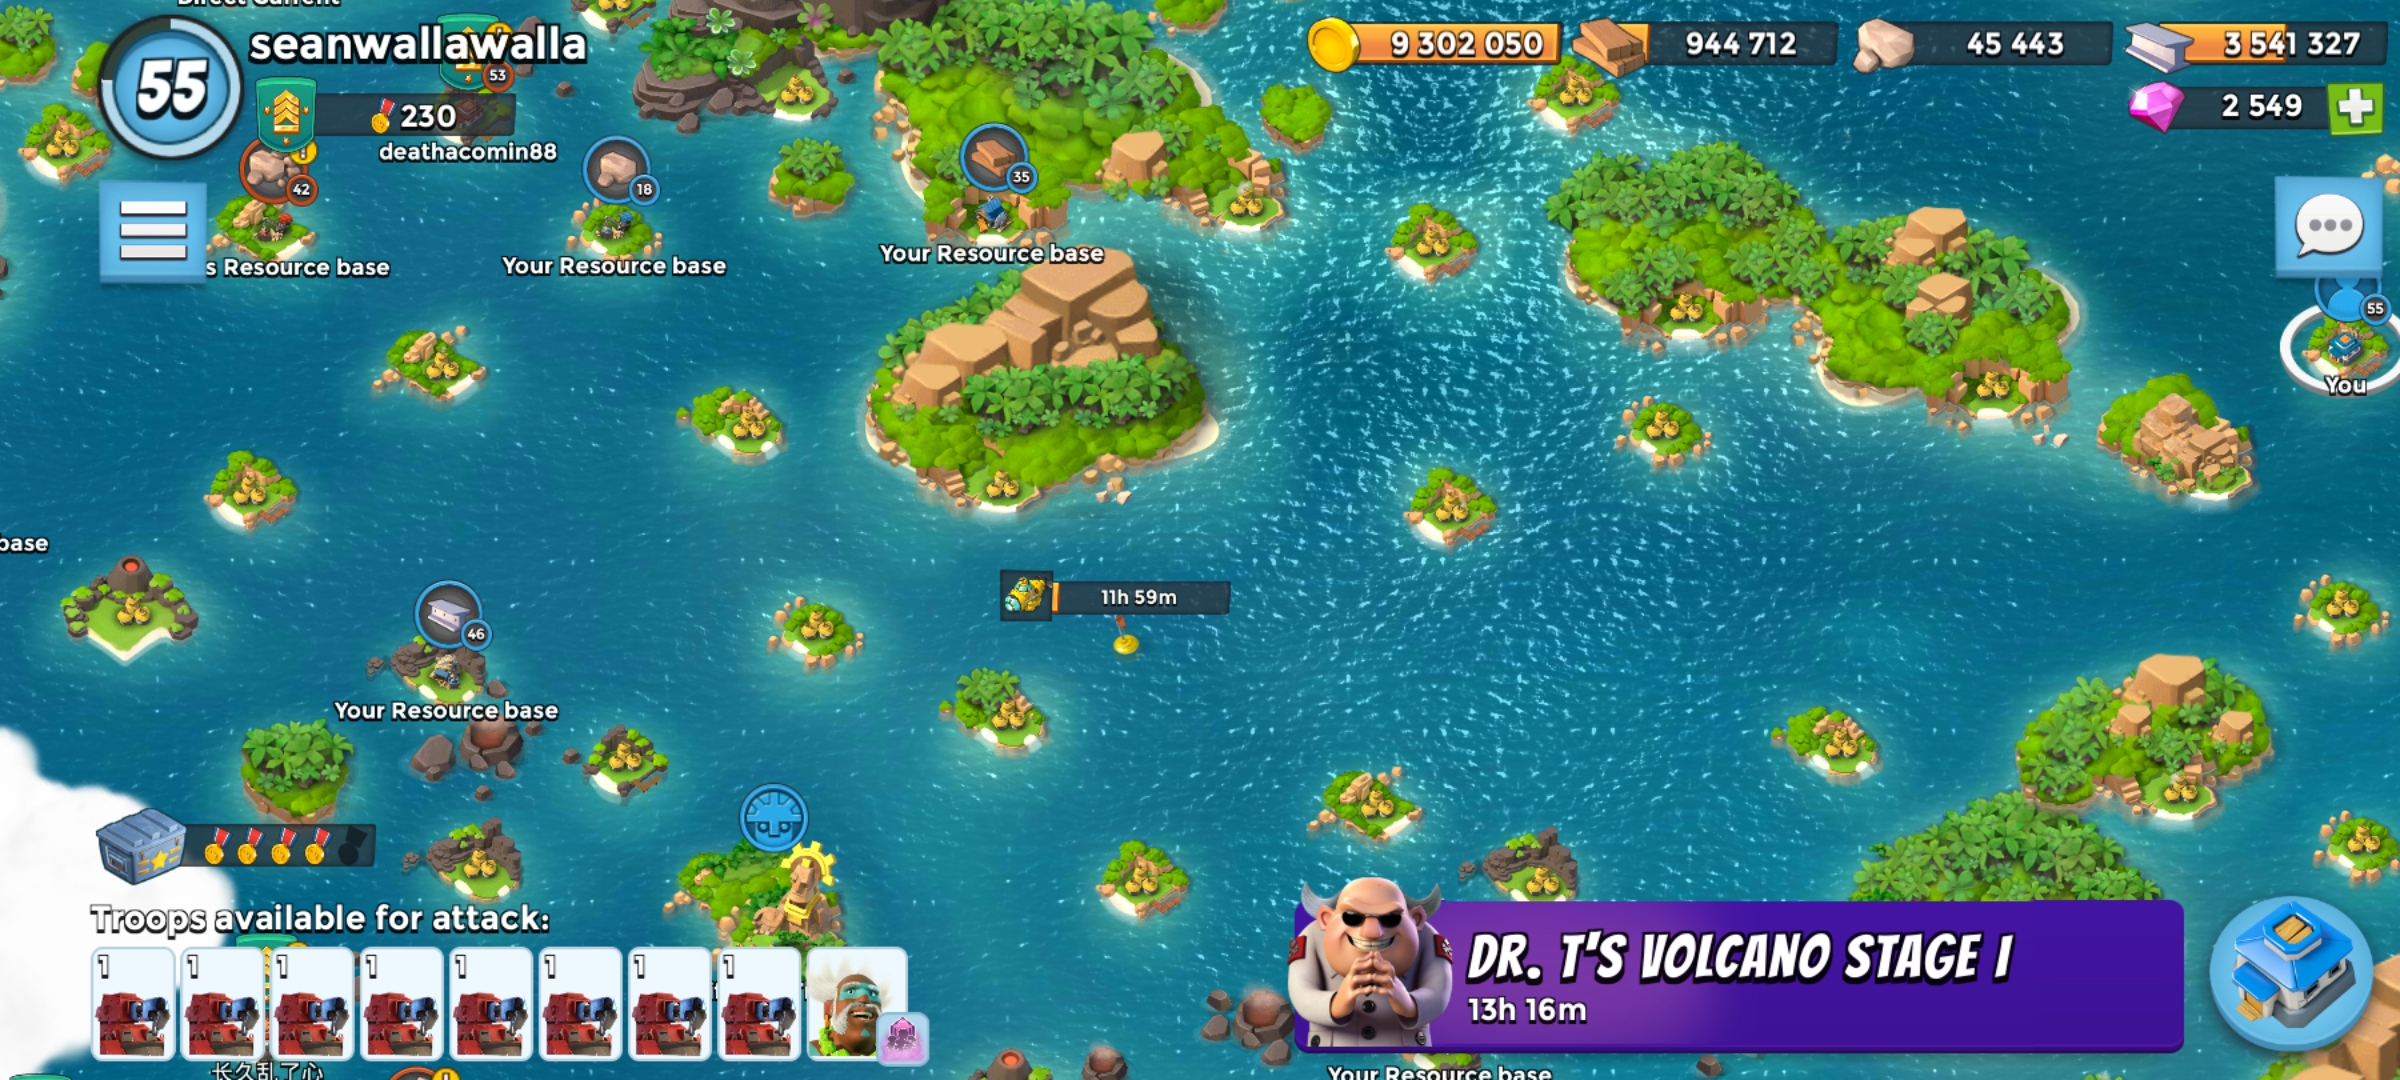 Direct Current
55
seanwallawalla
230
53
deathacomin88
42
s Resource base
18
Your Resource base
35
Your Resource base
9 302 050
944 712
45 443
3 541 327
2 549
55
You
base
46
Your Resource base
11h 59m
Troops available for attack:
1 1 1 1 1 1 1 1
DR. T'S VOLCANO STAGE I
13h 16m
长久乱了心
Your Resource base